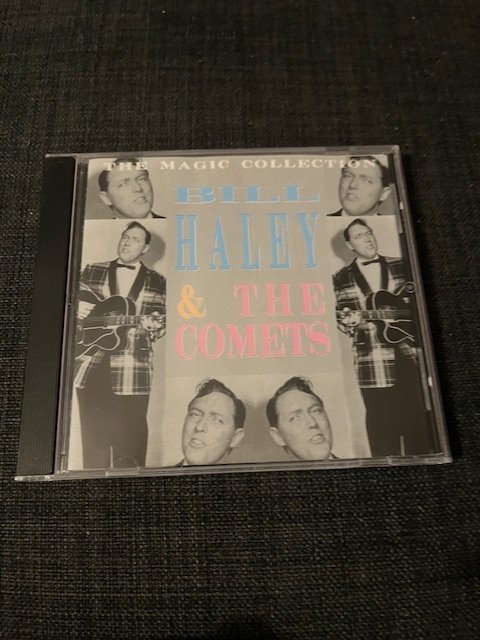 THE MAGIC COLLECTION
BILL
HALEY
& THE
COMETS